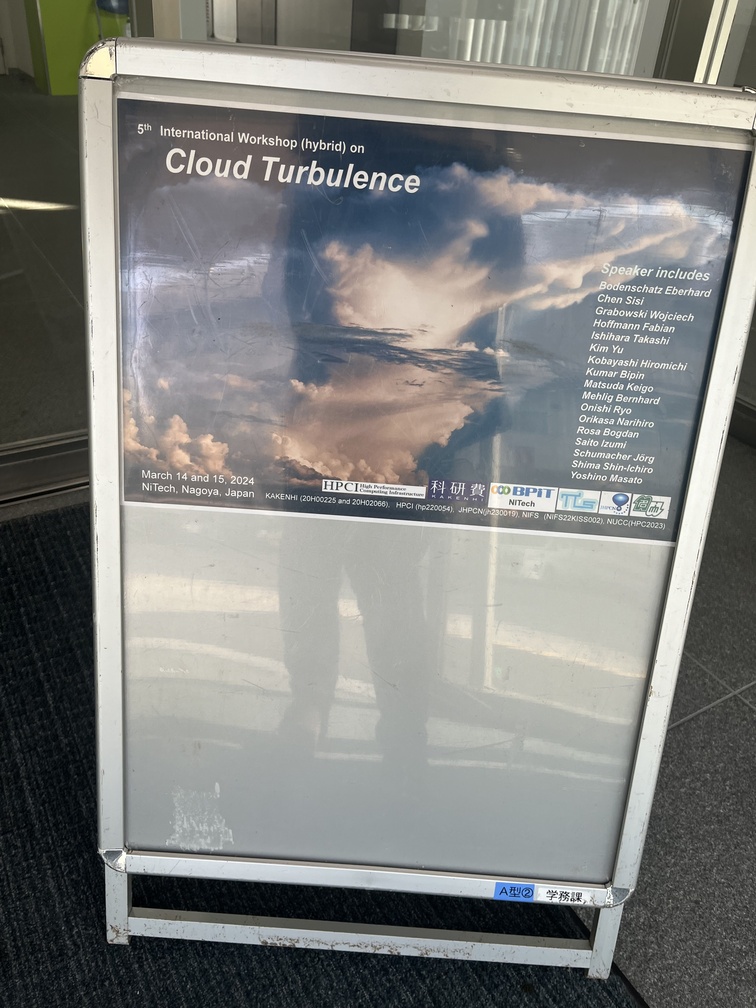 5th International Workshop (hybrid) on
Cloud Turbulence
Speaker includes
Bodenschatz Eberhard
Chen Sisi
Grabowski Wojciech
Hoffmann Fabian
Ishihara Takashi
Kim Yu
Kobayashi Hiromichi
Kumar Bipin
Matsuda Keigo
Mehlig Bernhard
Onishi Ryo
Orikasa Narihiro
Rosa Bogdan
Saito Izumi
Schumacher Jörg
Shima Shin-Ichiro
Yoshino Masato
March 14 and 15, 2024
NiTech, Nagoya, Japan
HPCI High Performance Computing Infrastructure
科研費
KAKENHI
BPIT
NITech
KAKENHI (20H00225 and 20H02066), HPCI (hp220054), JHPCN(jh230019), NIFS (NIFS22KISS002), NUCC(HPC2023)
A型② 学務課